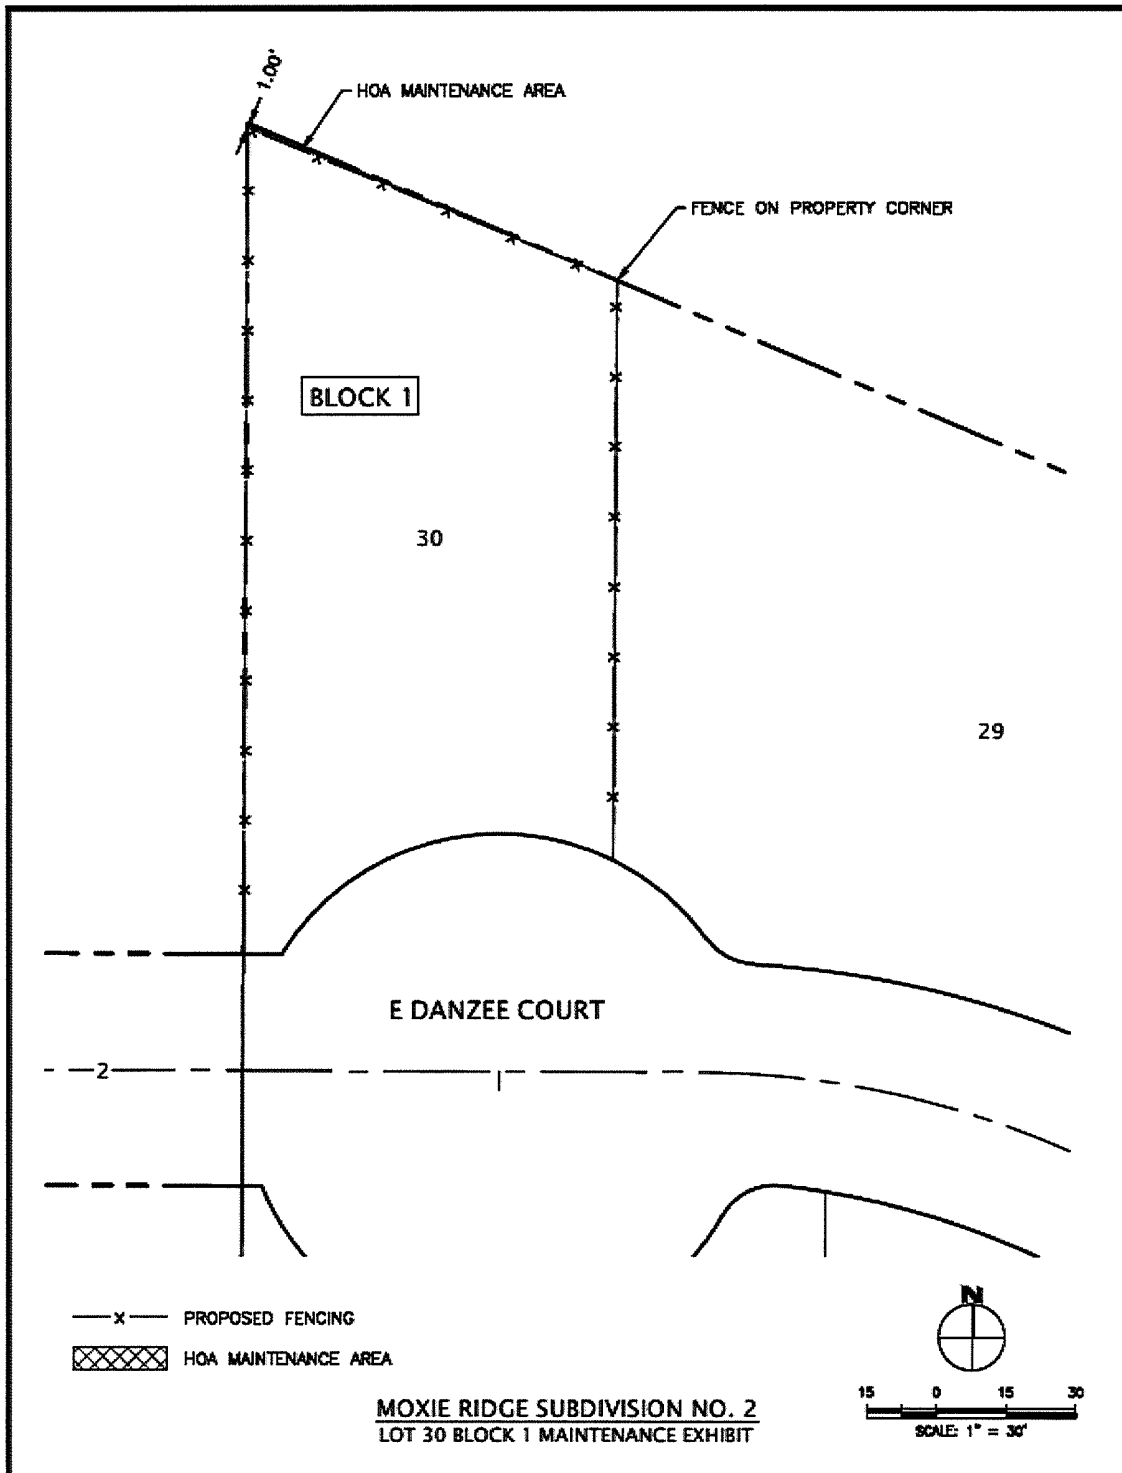 1.00'
HOA MAINTENANCE AREA
FENCE ON PROPERTY CORNER
BLOCK 1
30
29
E DANZEE COURT
2
PROPOSED FENCING
HOA MAINTENANCE AREA
N
15 0 15 30
SCALE: 1" = 30'
MOXIE RIDGE SUBDIVISION NO. 2
LOT 30 BLOCK 1 MAINTENANCE EXHIBIT